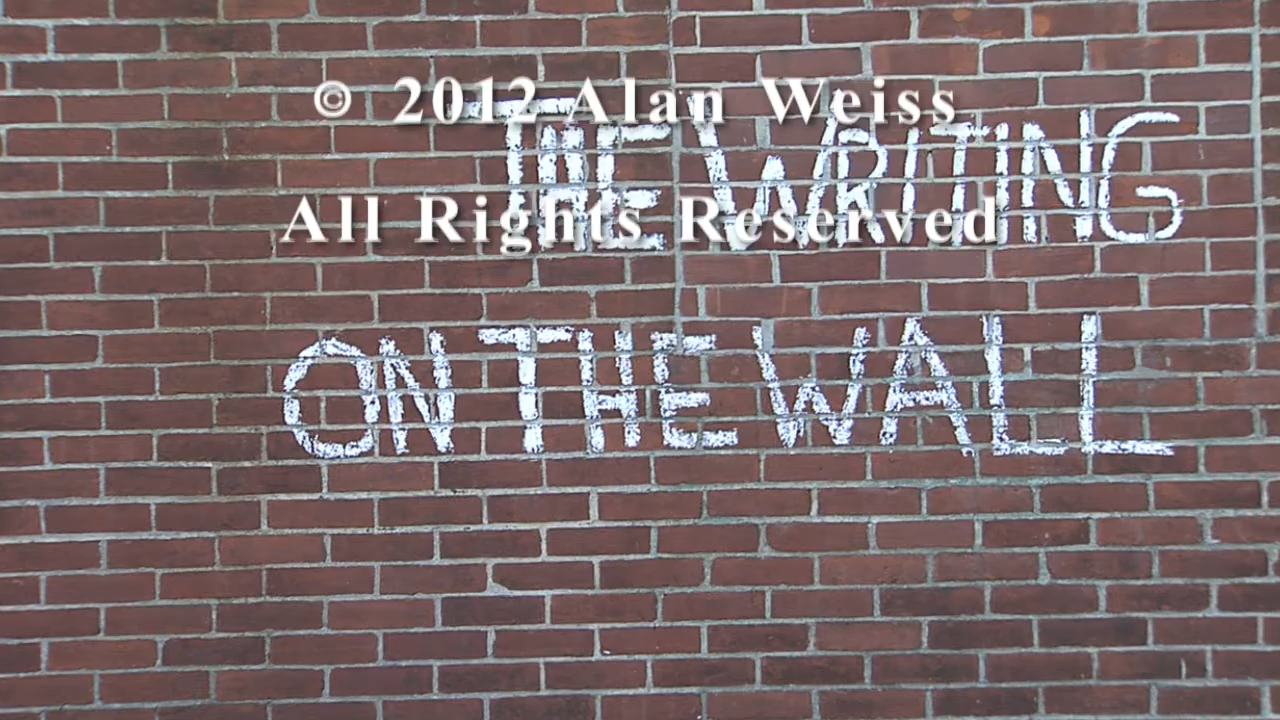 © 2012 Alan Weiss
THE WRITING
All Rights Reserved
ON THE WALL